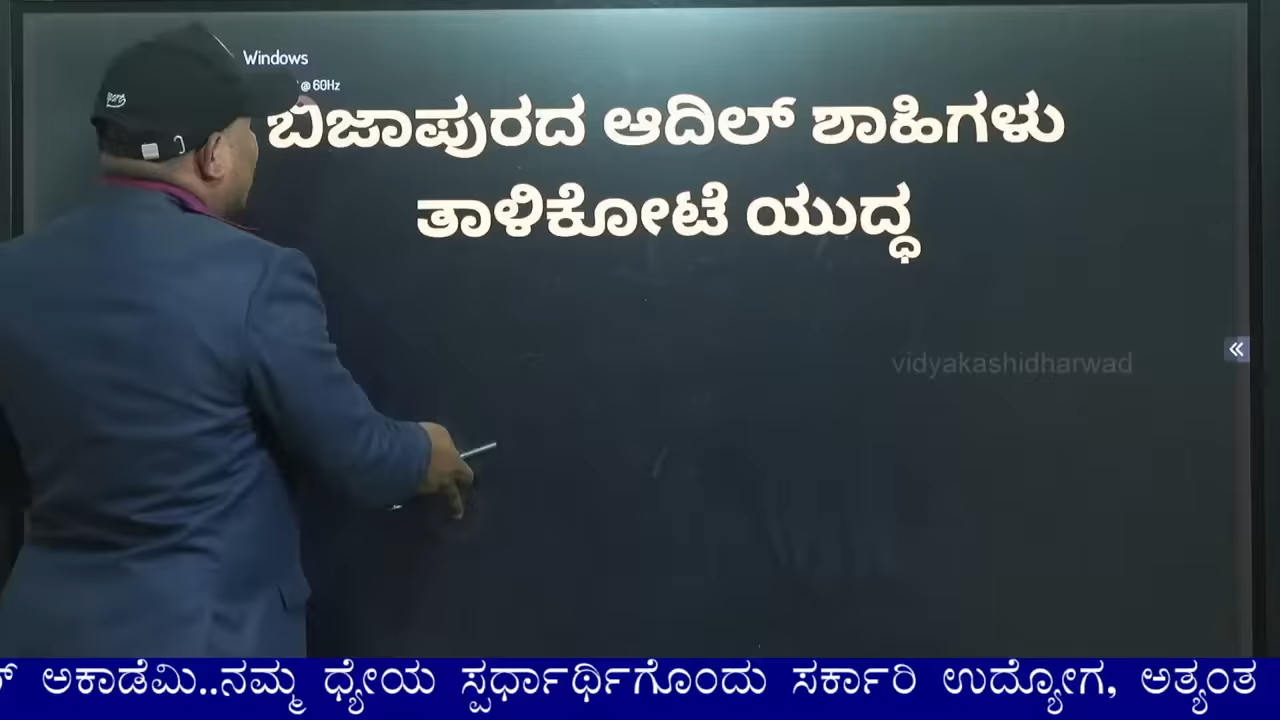 Windows
@ 60Hz
ಬಿಜಾಪುರದ ಆದಿಲ್ ಶಾಹಿಗಳು
ತಾಳಿಕೋಟೆ ಯುದ್ಧ
vidyakashidharwad
ಅಕಾಡೆಮಿ..ನಮ್ಮ ಧ್ಯೇಯ ಸ್ಪರ್ಧಾರ್ಥಿಗೊಂದು ಸರ್ಕಾರಿ ಉದ್ಯೋಗ, ಅತ್ಯಂತ